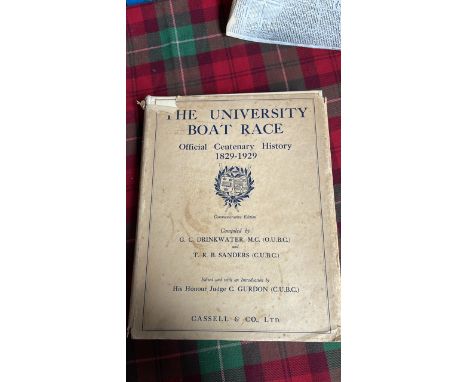 THE UNIVERSITY
BOAT RACE
Official Centenary History
1829-1929
Commemorative Edition
Compiled by
G. C. DRINKWATER, M.C. (O.U.B.C.)
and
T. R. B. SANDERS (C.U.B.C.)
Edited and with an Introduction by
His Honour Judge C. GURDON (C.U.B.C.)
CASSELL & CO., LTD.